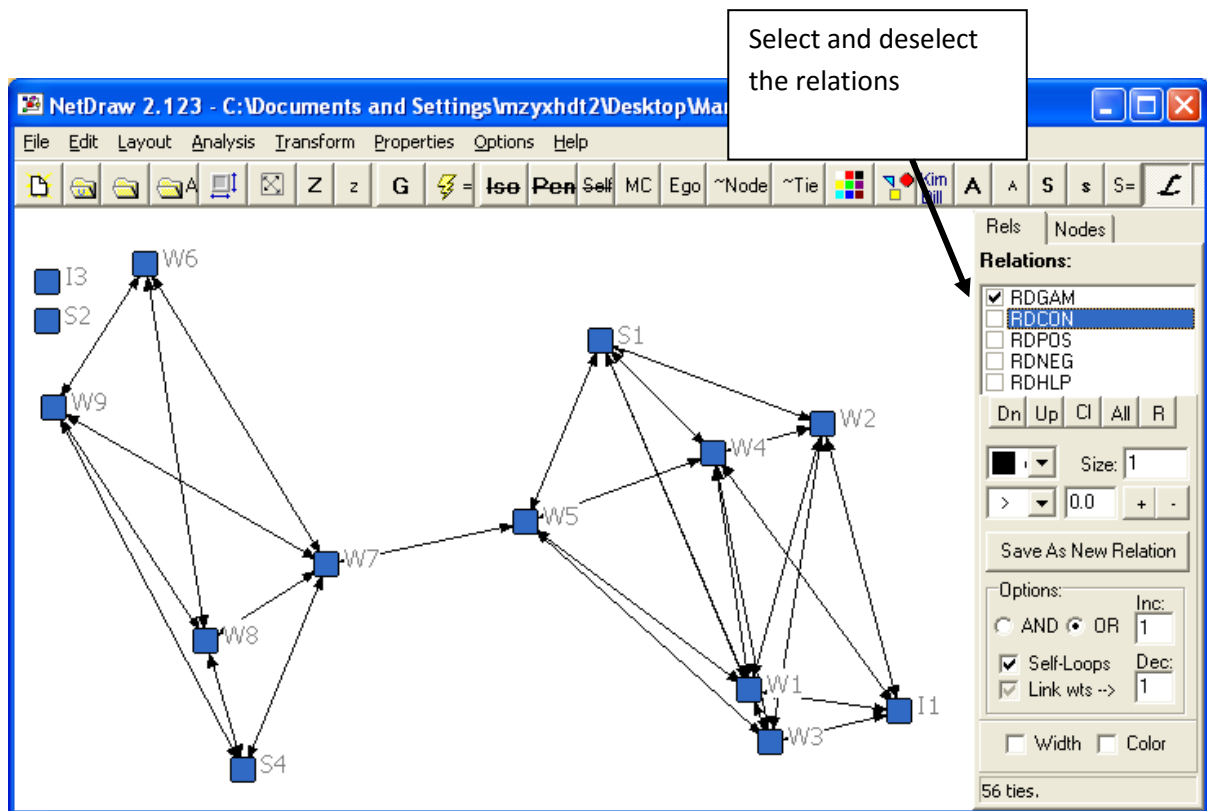 Select and deselect
the relations
NetDraw 2.123 - C:\Documents and Settings\mzyxhdt2\Desktop\Mar
File Edit Layout Analysis Transform Properties Options Help
A Z z G = Iso Pen Self MC Ego ~Node ~Tie Kim A A S s S= L
Bill
Rels Nodes
Relations:
RDGAM
RDCON
RDPOS
RDNEG
RDHLP
Dn Up Cl All R
Size: 1
> 0.0 + -
Save As New Relation
Options:
Inc:
AND OR 1
Self-Loops Dec:
Link wts --> 1
Width Color
56 ties.
I3
W6
S2
S1
W9
W2
W4
W5
W7
W8
W1
I1
W3
S4